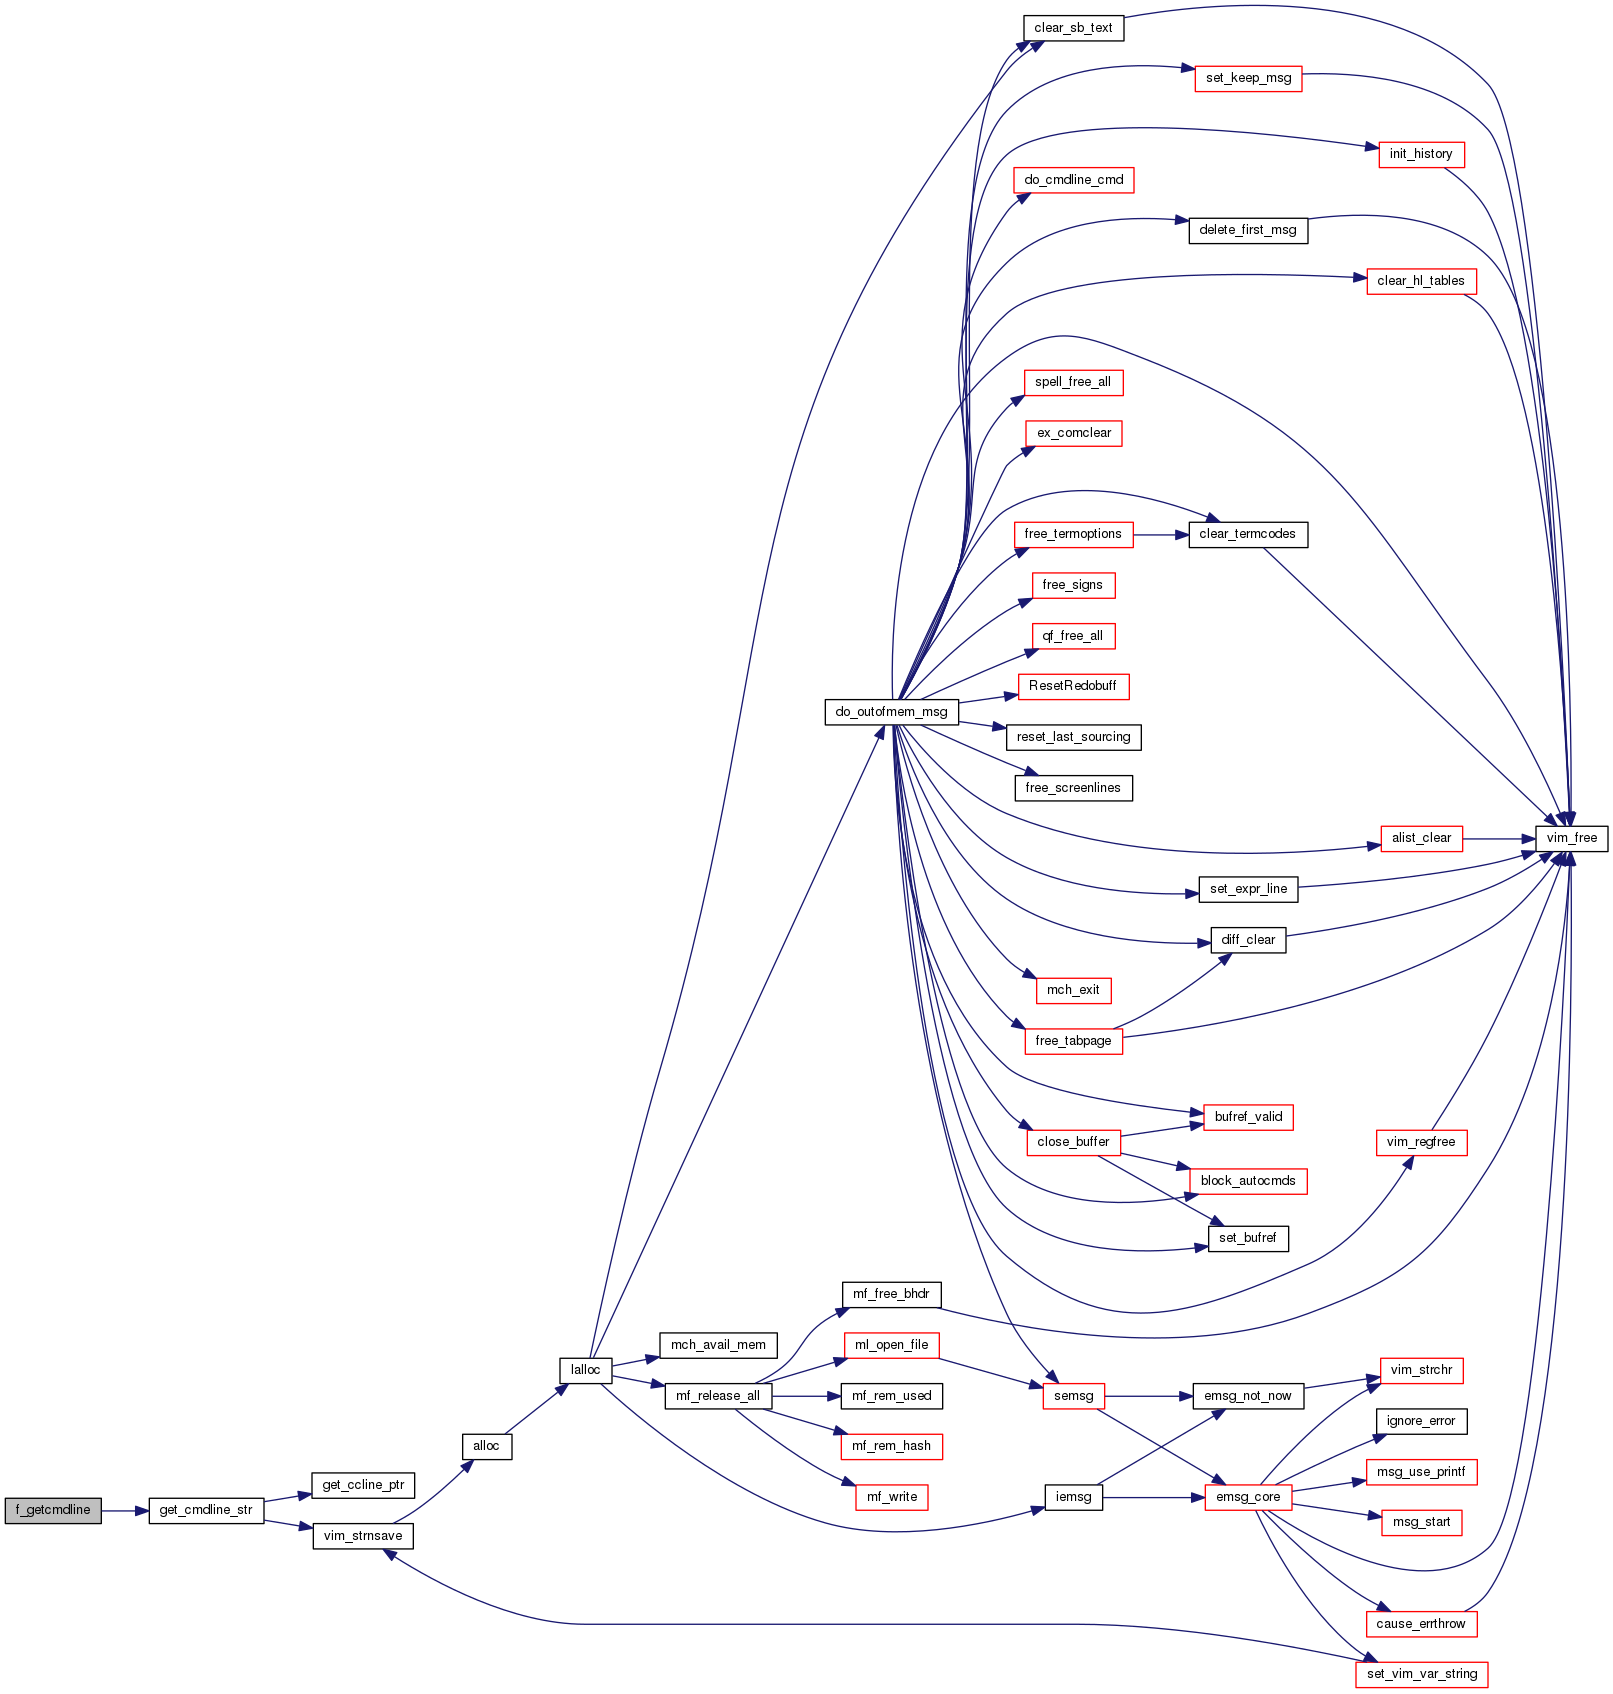 clear_sb_text
set_keep_msg
init_history
do_cmdline_cmd
delete_first_msg
clear_hl_tables
spell_free_all
ex_comclear
free_termoptions
clear_termcodes
free_signs
qf_free_all
ResetRedobuff
do_outofmem_msg
reset_last_sourcing
free_screenlines
alist_clear
vim_free
set_expr_line
diff_clear
mch_exit
free_tabpage
bufref_valid
close_buffer
vim_regfree
block_autocmds
set_bufref
mf_free_bhdr
mch_avail_mem
ml_open_file
lalloc
vim_strchr
mf_release_all
mf_rem_used
semsg
emsg_not_now
ignore_error
alloc
mf_rem_hash
msg_use_printf
get_ccline_ptr
mf_write
iemsg
emsg_core
f_getcmdline
get_cmdline_str
msg_start
vim_strnsave
cause_errthrow
set_vim_var_string